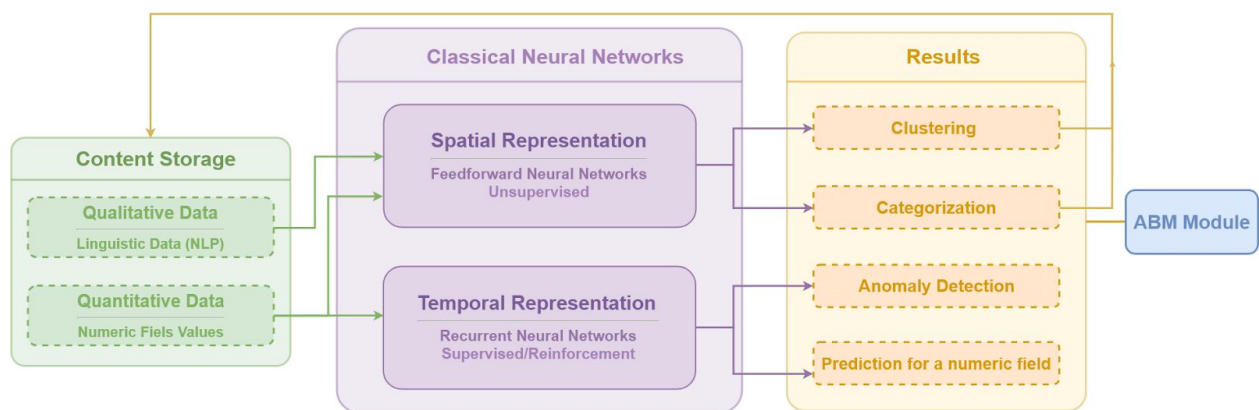 Content Storage
Qualitative Data
Linguistic Data (NLP)
Quantitative Data
Numeric Fiels Values
Classical Neural Networks
Spatial Representation
Feedforward Neural Networks
Unsupervised
Temporal Representation
Recurrent Neural Networks
Supervised/Reinforcement
Results
Clustering
Categorization
Anomaly Detection
Prediction for a numeric field
ABM Module